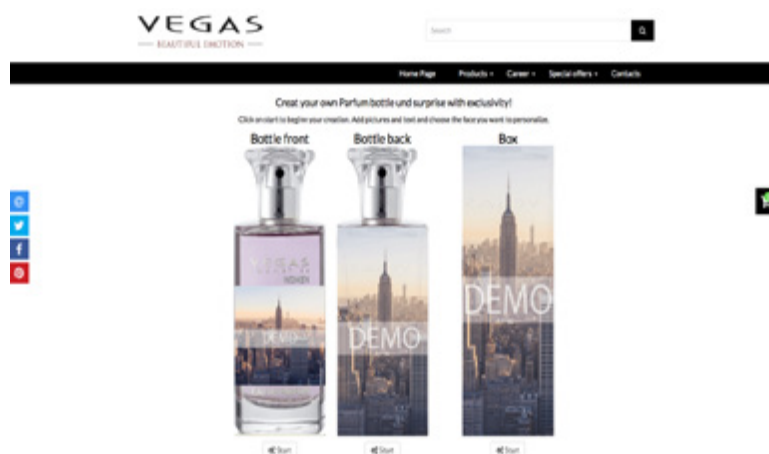 VEGAS
BEAUTIFUL EMOTION
Search
Home Page Products Career Special offers Contacts
Creat your own Parfum bottle und surprise with exclusivity!
Click on start to beginn your creation. Add pictures and text and choose the face you want to personalize.
Bottle front Bottle back Box
VEGAS
WOMEN
DEMO DEMO DEMO
Start Start Start